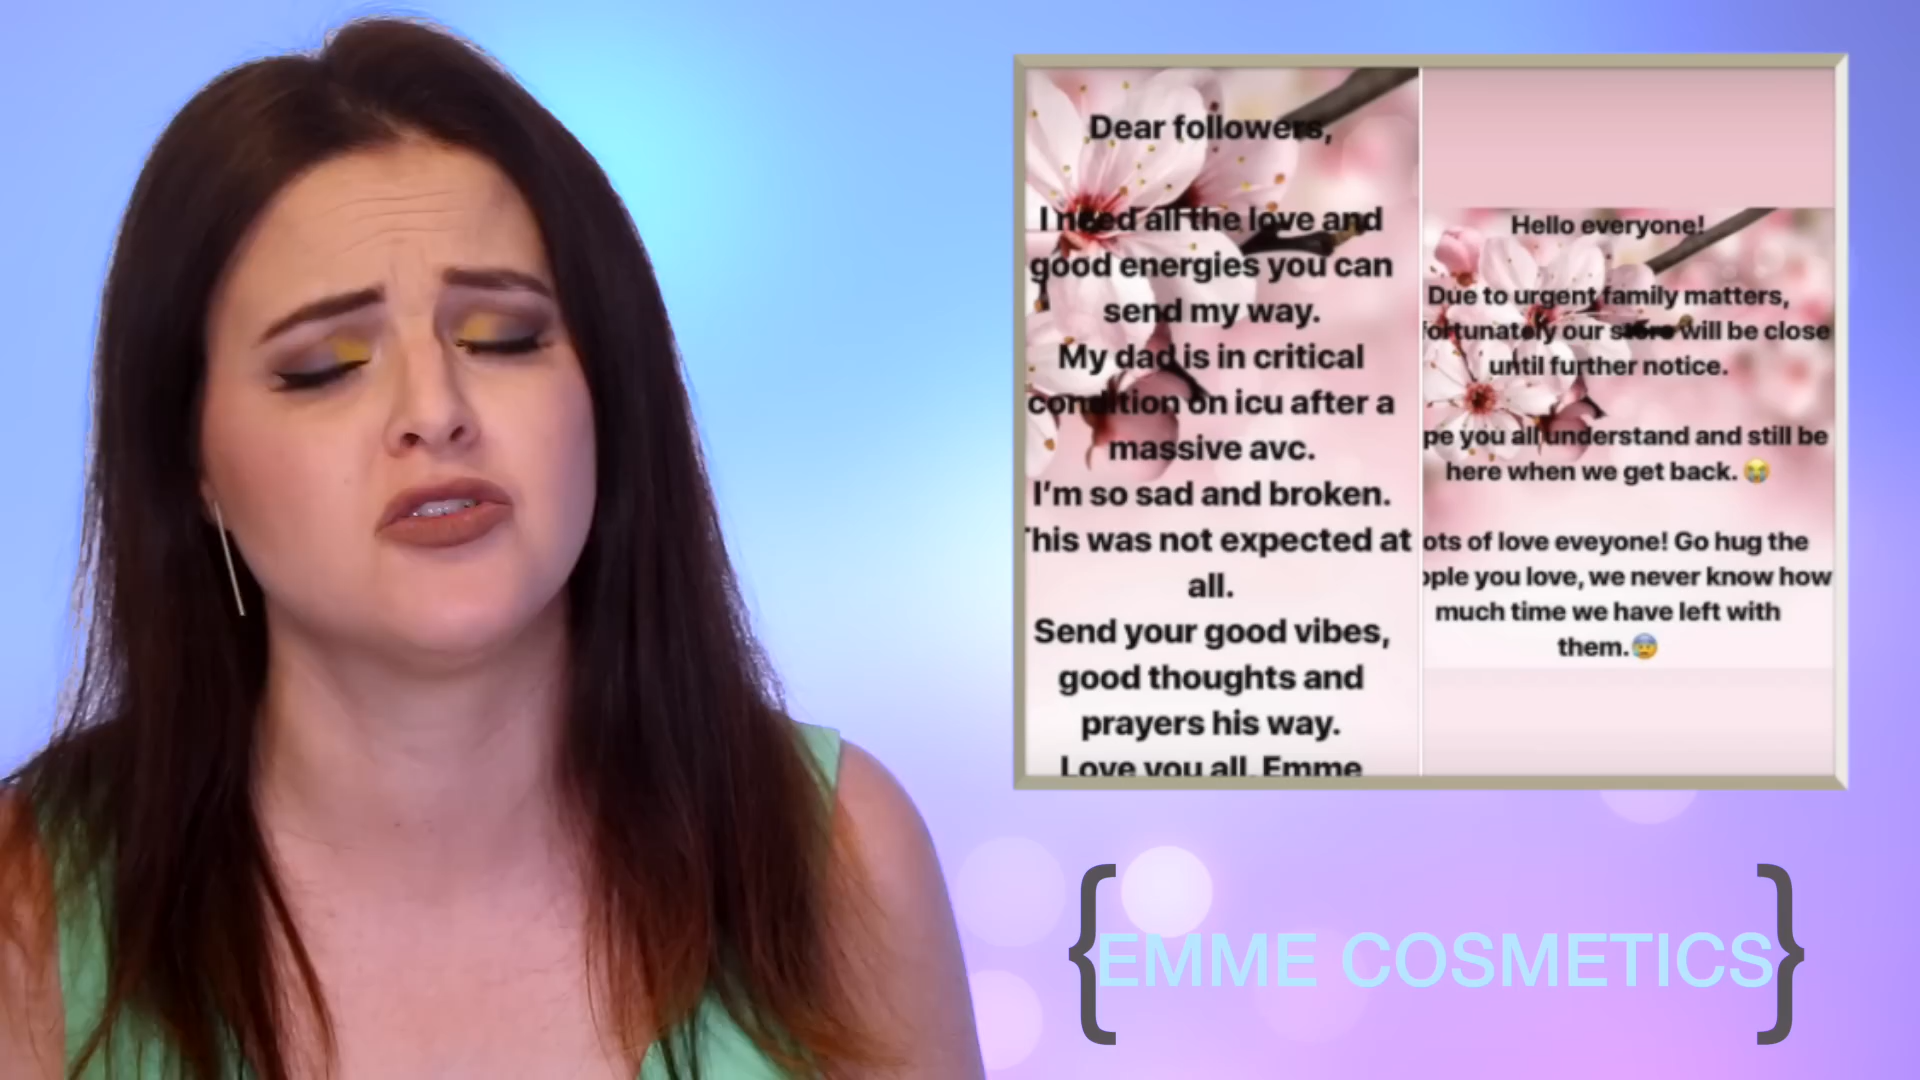 Dear followers,
I need all the love and
good energies you can
send my way.
My dad is in critical
condition on icu after a
massive avc.
I'm so sad and broken.
This was not expected at
all.
Send your good vibes,
good thoughts and
prayers his way.
Love you all, Emme
Hello everyone!
Due to urgent family matters,
fortunately our store will be close
until further notice.
pe you all understand and still be
here when we get back. 😭
ots of love eveyone! Go hug the
ople you love, we never know how
much time we have left with
them.😰
{EMME COSMETICS}